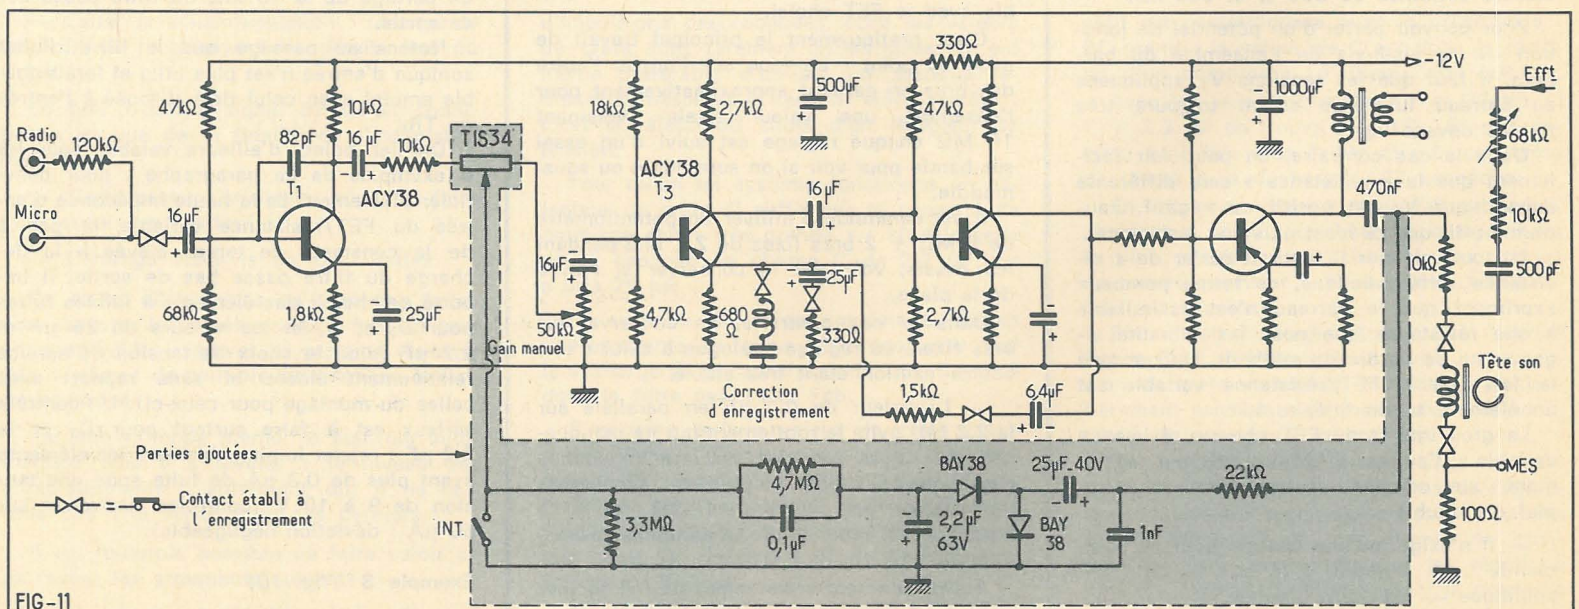 Radio
120kΩ
Micro
16µF
+
47kΩ
68kΩ
82pF
T1
10kΩ
16µF
- +
ACY38
1,8kΩ
25µF
10kΩ
TIS34
16µF
+
50kΩ
Gain manuel
18kΩ
ACY38
T3
4,7kΩ
2,7kΩ
680
Ω
500µF
+
16µF
- +
25µF
- +
330Ω
Correction
d'énregistrement
330Ω
47kΩ
2,7kΩ
+
1,5kΩ
6,4µF
+ -
- +
1000µF
- +
-12V
470nF
Efft
68kΩ
10kΩ
500pF
10kΩ
Tête son
MES
100Ω
Parties ajoutées
= Contact établi à
l'enregistrement
INT.
3,3MΩ
4,7MΩ
0,1µF
BAY38
2,2µF
63V
+
BAY
38
25µF_40V
- +
1nF
22kΩ
FIG-11